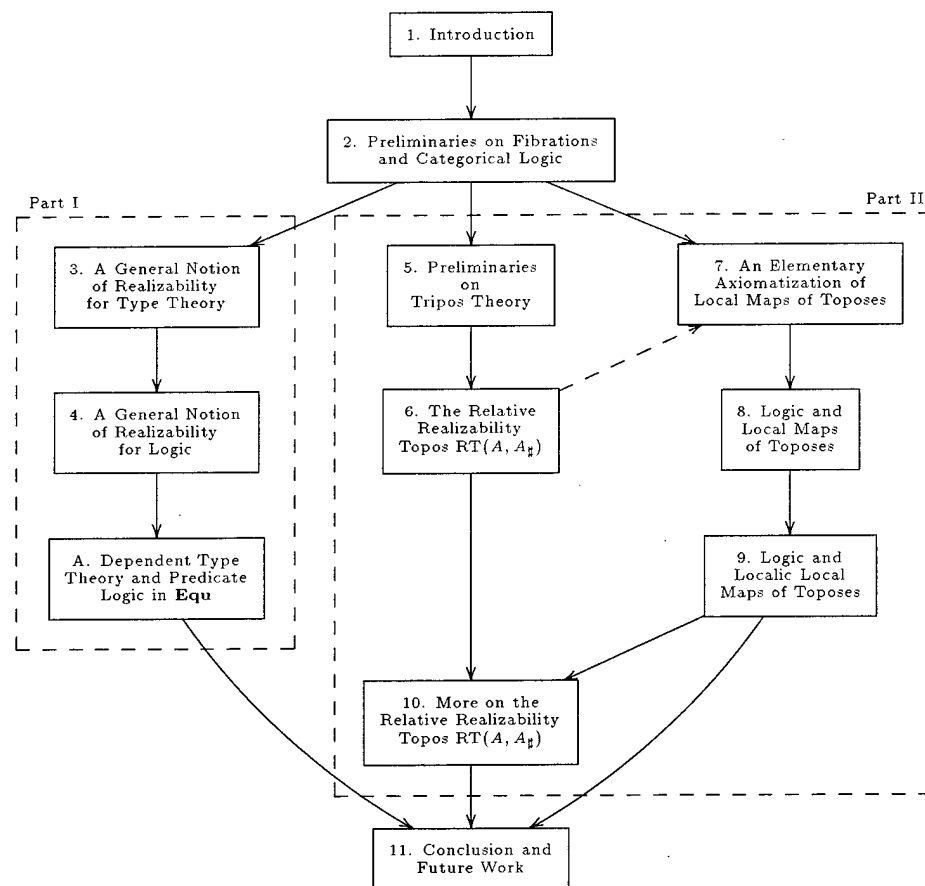 1. Introduction
2. Preliminaries on Fibrations
and Categorical Logic
Part I
Part II
3. A General Notion
of Realizability
for Type Theory
5. Preliminaries
on
Tripos Theory
7. An Elementary
Axiomatization of
Local Maps of Toposes
4. A General Notion
of Realizability
for Logic
6. The Relative
Realizability
Topos RT(A, A♯)
8. Logic and
Local Maps
of Toposes
A. Dependent Type
Theory and Predicate
Logic in Equ
9. Logic and
Localic Local
Maps of Toposes
10. More on the
Relative Realizability
Topos RT(A, A♯)
11. Conclusion and
Future Work